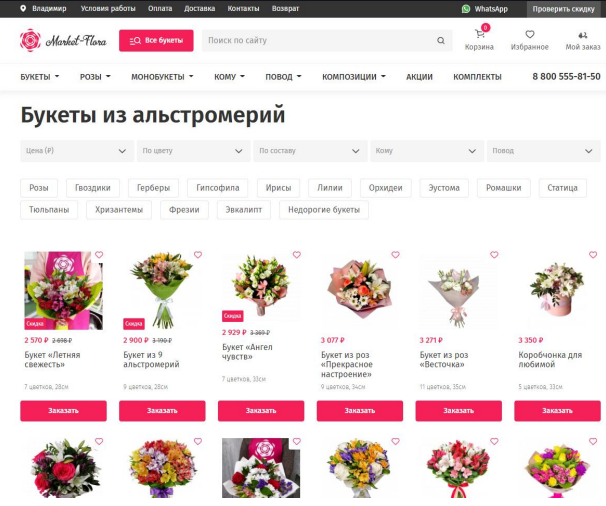 Владимир Условия работы Оплата Доставка Контакты Возврат WhatsApp Проверить скидку
Market-Flora Все букеты Поиск по сайту 0 Корзина Избранное Мой заказ
БУКЕТЫ РОЗЫ МОНОБУКЕТЫ КОМУ ПОВОД КОМПОЗИЦИИ АКЦИИ КОМПЛЕКТЫ 8 800 555-81-50
Букеты из альстромерий
Цена (₽) По цвету По составу Кому Повод
Розы Гвоздики Герберы Гипсофила Ирисы Лилии Орхидеи Эустома Ромашки Статица
Тюльпаны Хризантемы Фрезии Эвкалипт Недорогие букеты
Скидка
2 570 ₽ 2 698 ₽
Букет «Летняя
свежесть»
7 цветков, 28см
Заказать
Скидка
2 900 ₽ 3 190 ₽
Букет из 9
альстромерий
9 цветков, 28см
Заказать
Скидка
2 929 ₽ 3 369 ₽
Букет «Ангел
чувств»
7 цветков, 33см
Заказать
3 077 ₽
Букет из роз
«Прекрасное
настроение»
9 цветков, 34см
Заказать
3 271 ₽
Букет из роз
«Весточка»
11 цветков, 35см
Заказать
3 350 ₽
Коробчонка для
любимой
5 цветков, 33см
Заказать